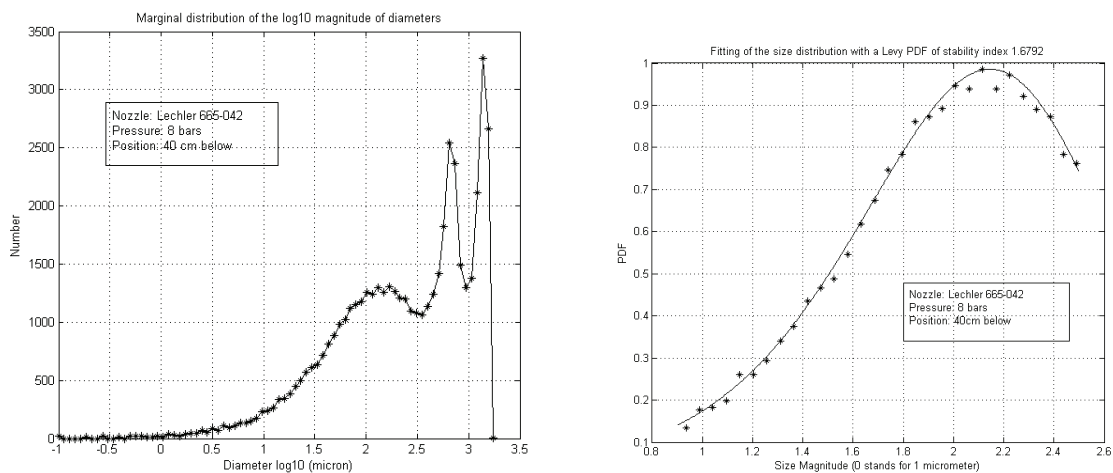 Marginal distribution of the log10 magnitude of diameters
3500
3000
2500
2000
1500
1000
500
0
Number
Nozzle: Lechler 665-042
Pressure: 8 bars
Position: 40 cm below
-1 -0.5 0 0.5 1 1.5 2 2.5 3 3.5
Diameter log10 (micron)
Fitting of the size distribution with a Levy PDF of stability index 1.6792
1
0.9
0.8
0.7
0.6
0.5
0.4
0.3
0.2
0.1
PDF
Nozzle: Lechler 665-042
Pressure: 8 bars
Position: 40cm below
0.8 1 1.2 1.4 1.6 1.8 2 2.2 2.4 2.6
Size Magnitude (0 stands for 1 micrometer)